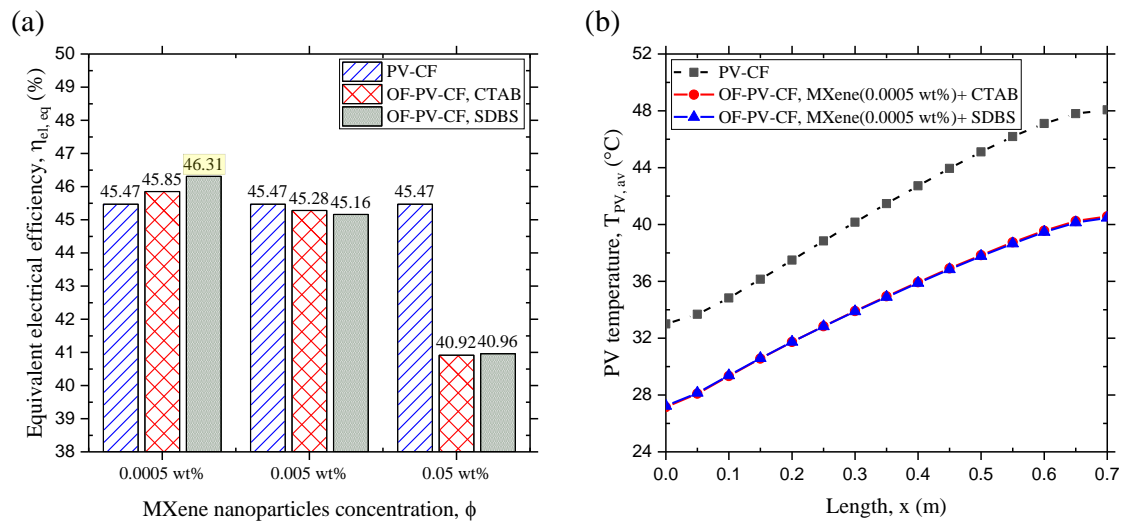 (a)
50
49
48
47
46
45
44
43
42
41
40
39
38
Equivalent electrical efficiency, η_el, eq (%)
PV-CF
OF-PV-CF, CTAB
OF-PV-CF, SDBS
45.47
45.85
46.31
45.47
45.28
45.16
45.47
40.92
40.96
0.0005 wt%
0.005 wt%
0.05 wt%
MXene nanoparticles concentration, ϕ
(b)
52
48
44
40
36
32
28
24
PV temperature, T_PV, av (°C)
PV-CF
OF-PV-CF, MXene(0.0005 wt%)+ CTAB
OF-PV-CF, MXene(0.0005 wt%)+ SDBS
0.0
0.1
0.2
0.3
0.4
0.5
0.6
0.7
Length, x (m)